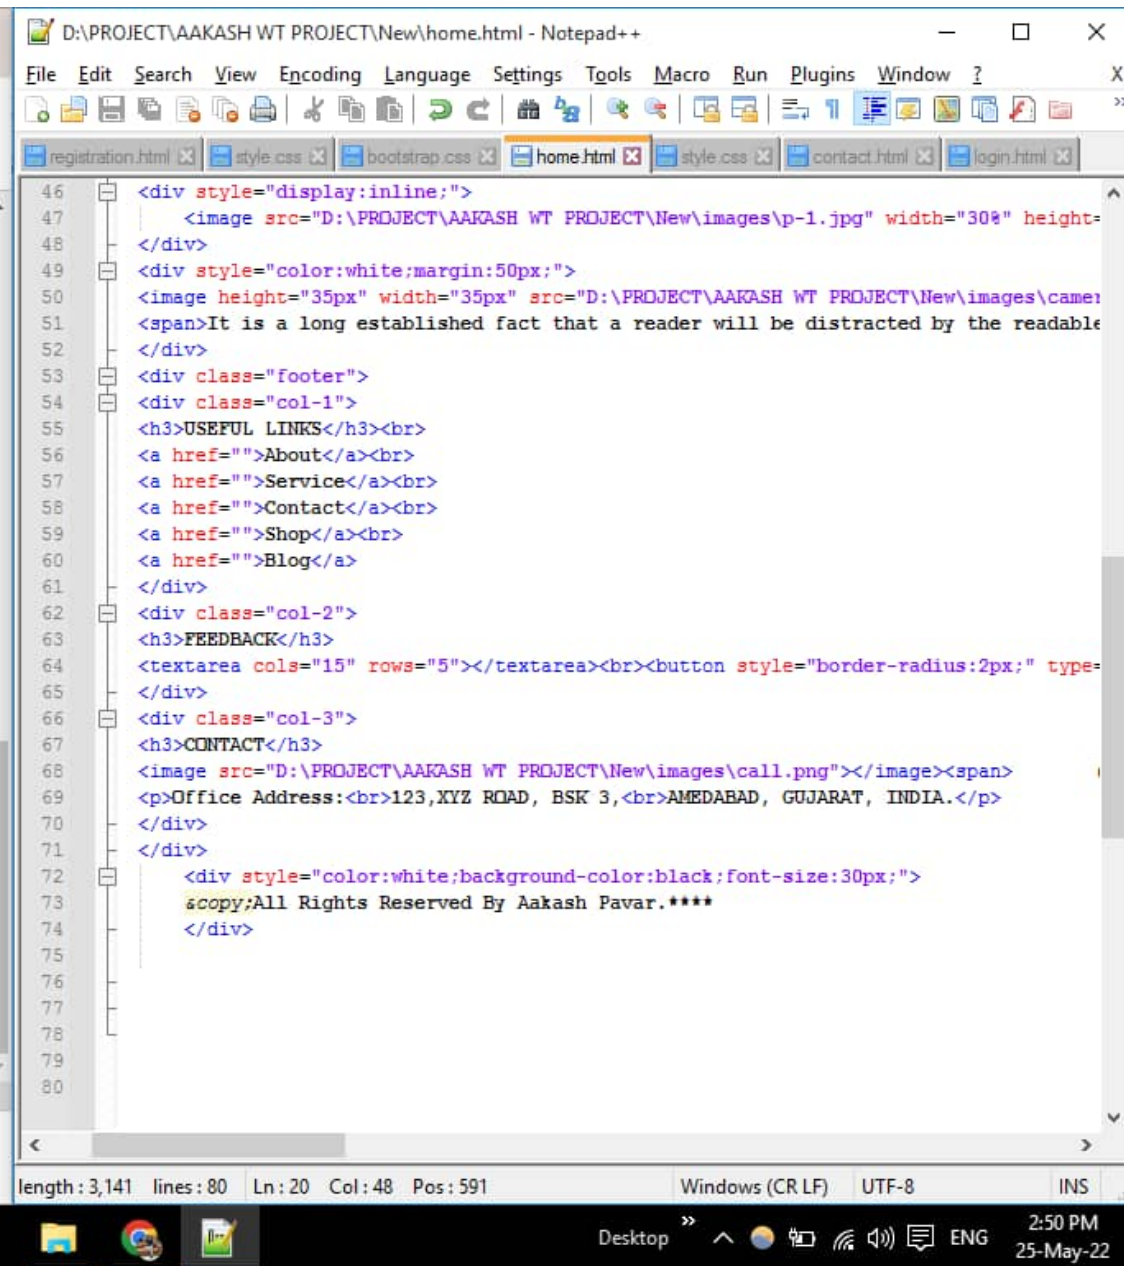 D:\PROJECT\AAKASH WT PROJECT\New\home.html - Notepad++
File Edit Search View Encoding Language Settings Tools Macro Run Plugins Window ? X
registration.html style.css bootstrap.css home.html style.css contact.html login.html
46 <div style="display:inline;">
47 <image src="D:\PROJECT\AAKASH WT PROJECT\New\images\p-1.jpg" width="30%" height=
48 </div>
49 <div style="color:white;margin:50px;">
50 <image height="35px" width="35px" src="D:\PROJECT\AAKASH WT PROJECT\New\images\camer
51 <span>It is a long established fact that a reader will be distracted by the readable
52 </div>
53 <div class="footer">
54 <div class="col-1">
55 <h3>USEFUL LINKS</h3><br>
56 <a href="">About</a><br>
57 <a href="">Service</a><br>
58 <a href="">Contact</a><br>
59 <a href="">Shop</a><br>
60 <a href="">Blog</a>
61 </div>
62 <div class="col-2">
63 <h3>FEEDBACK</h3>
64 <textarea cols="15" rows="5"></textarea><br><button style="border-radius:2px;" type=
65 </div>
66 <div class="col-3">
67 <h3>CONTACT</h3>
68 <image src="D:\PROJECT\AAKASH WT PROJECT\New\images\call.png"></image><span>
69 <p>Office Address:<br>123,XYZ ROAD, BSK 3,<br>AMEDABAD, GUJARAT, INDIA.</p>
70 </div>
71 </div>
72 <div style="color:white;background-color:black;font-size:30px;">
73 &copy;All Rights Reserved By Aakash Pavar.****
74 </div>
75
76
77
78
79
80
length : 3,141 lines : 80 Ln : 20 Col : 48 Pos : 591 Windows (CR LF) UTF-8 INS
Desktop ENG 2:50 PM
25-May-22